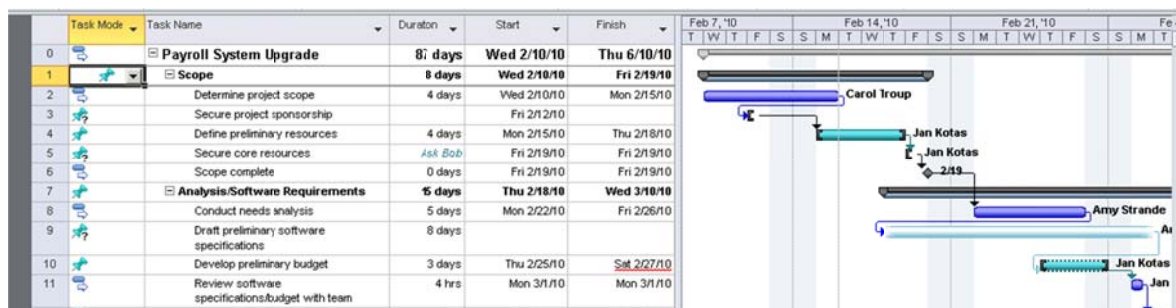 Task Mode Task Name Duraton Start Finish Feb 7, '10 Feb 14, '10 Feb 21, '10 Fe
T W T F S S M T W T F S S M T W T F S S M T
0 Payroll System Upgrade 87 days Wed 2/10/10 Thu 6/10/10
1 Scope 8 days Wed 2/10/10 Fri 2/19/10
2 Determine project scope 4 days Wed 2/10/10 Mon 2/15/10 Carol Troup
3 Secure project sponsorship Fri 2/12/10
4 Define preliminary resources 4 days Mon 2/15/10 Thu 2/18/10 Jan Kotas
5 Secure core resources Ask Bob Fri 2/19/10 Fri 2/19/10 Jan Kotas
6 Scope complete 0 days Fri 2/19/10 Fri 2/19/10 2/19
7 Analysis/Software Requirements 15 days Thu 2/18/10 Wed 3/10/10
8 Conduct needs analysis 5 days Mon 2/22/10 Fri 2/26/10 Amy Strande
9 Draft preliminary software 8 days
specifications
10 Develop preliminary budget 3 days Thu 2/25/10 Sat 2/27/10 Jan Kotas
11 Review software 4 hrs Mon 3/1/10 Mon 3/1/10 Jan
specifications/budget with team